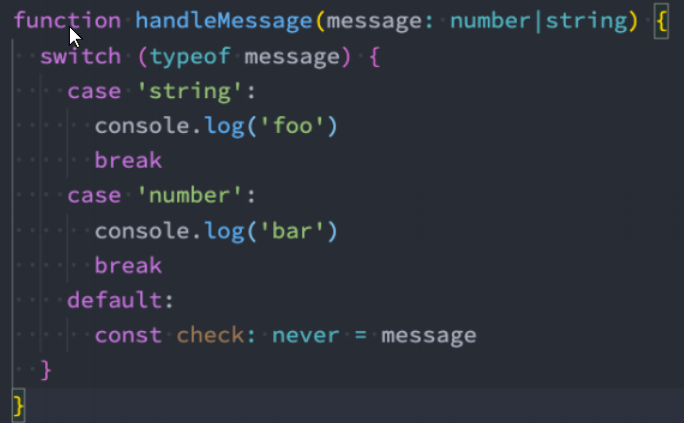 function handleMessage(message: number|string) {
  switch (typeof message) {
    case 'string':
      console.log('foo')
      break
    case 'number':
      console.log('bar')
      break
    default:
      const check: never = message
  }
}